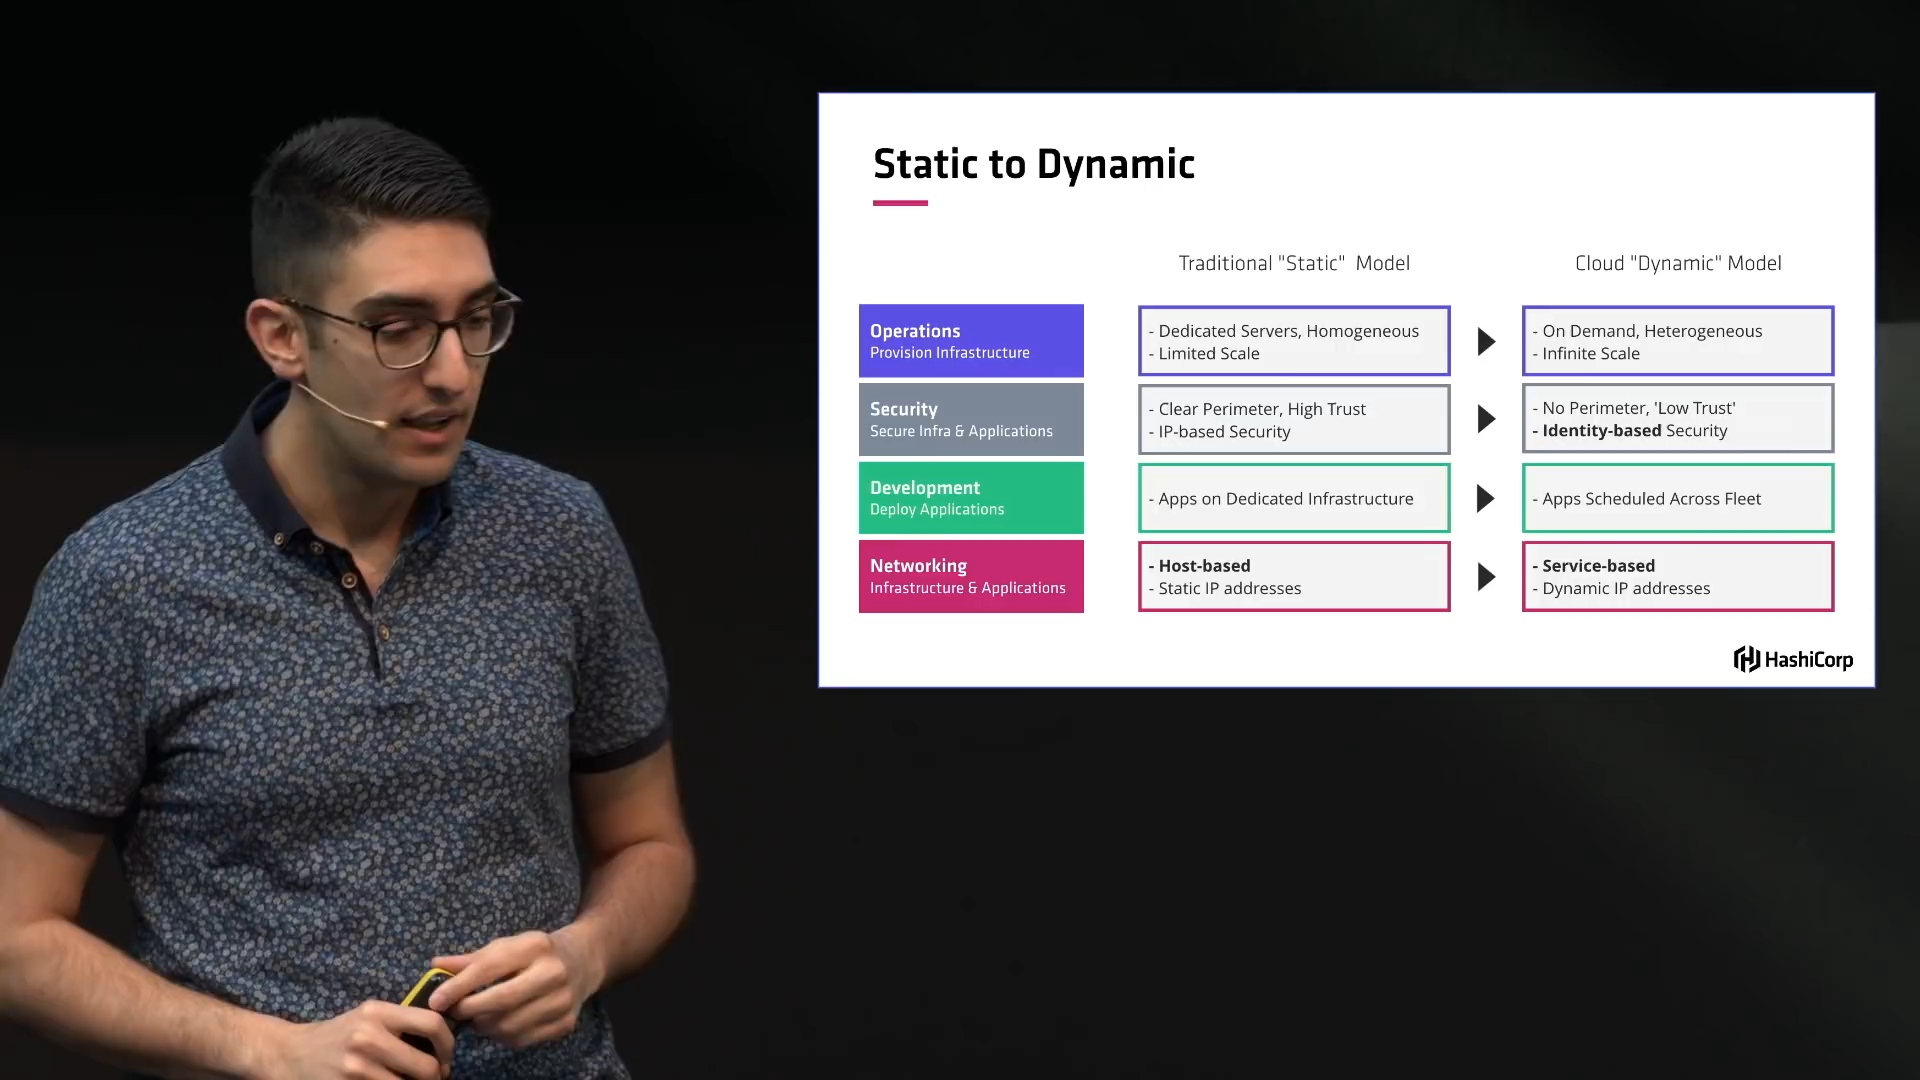 Static to Dynamic
Traditional "Static" Model
Cloud "Dynamic" Model
Operations
Provision Infrastructure
- Dedicated Servers, Homogeneous
- Limited Scale
- On Demand, Heterogeneous
- Infinite Scale
Security
Secure Infra & Applications
- Clear Perimeter, High Trust
- IP-based Security
- No Perimeter, 'Low Trust'
- Identity-based Security
Development
Deploy Applications
- Apps on Dedicated Infrastructure
- Apps Scheduled Across Fleet
Networking
Infrastructure & Applications
- Host-based
- Static IP addresses
- Service-based
- Dynamic IP addresses
HashiCorp